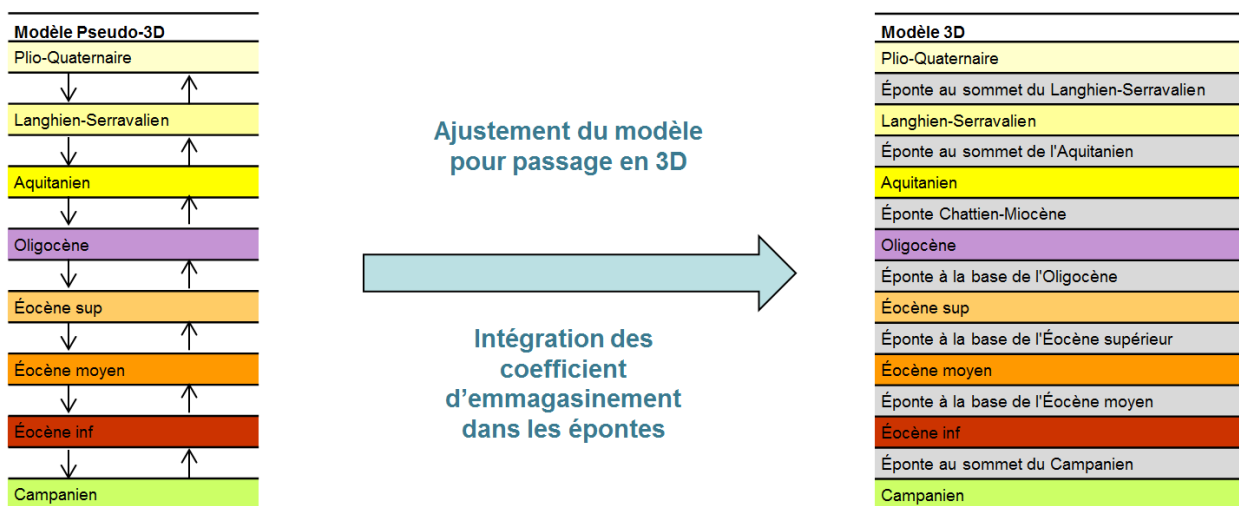 Modèle Pseudo-3D
Plio-Quaternaire
Langhien-Serravalien
Aquitanien
Oligocène
Éocène sup
Éocène moyen
Éocène inf
Campanien
Ajustement du modèle
pour passage en 3D
Intégration des
coefficient
d'emmagasinement
dans les épontes
Modèle 3D
Plio-Quaternaire
Éponte au sommet du Langhien-Serravalien
Langhien-Serravalien
Éponte au sommet de l'Aquitanien
Aquitanien
Éponte Chattien-Miocène
Oligocène
Éponte à la base de l'Oligocène
Éocène sup
Éponte à la base de l'Éocène supérieur
Éocène moyen
Éponte à la base de l'Éocène moyen
Éocène inf
Éponte au sommet du Campanien
Campanien